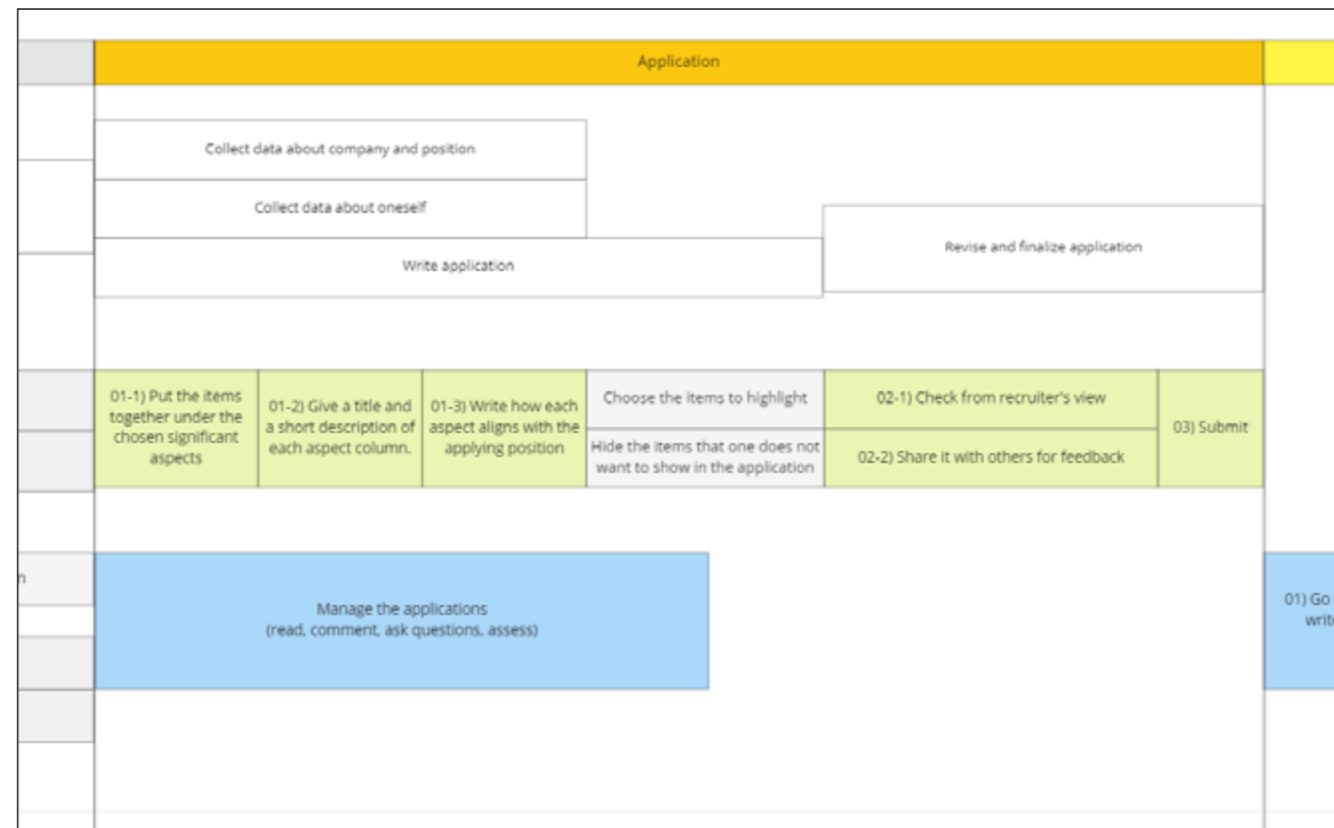 Application
Collect data about company and position
Collect data about oneself
Write application
Revise and finalize application
01-1) Put the items
together under the
chosen significant
aspects
01-2) Give a title and
a short description of
each aspect column.
01-3) Write how each
aspect aligns with the
applying position
Choose the items to highlight
Hide the items that one does not
want to show in the application
02-1) Check from recruiter's view
02-2) Share it with others for feedback
03) Submit
n
Manage the applications
(read, comment, ask questions, assess)
01) Go
writ